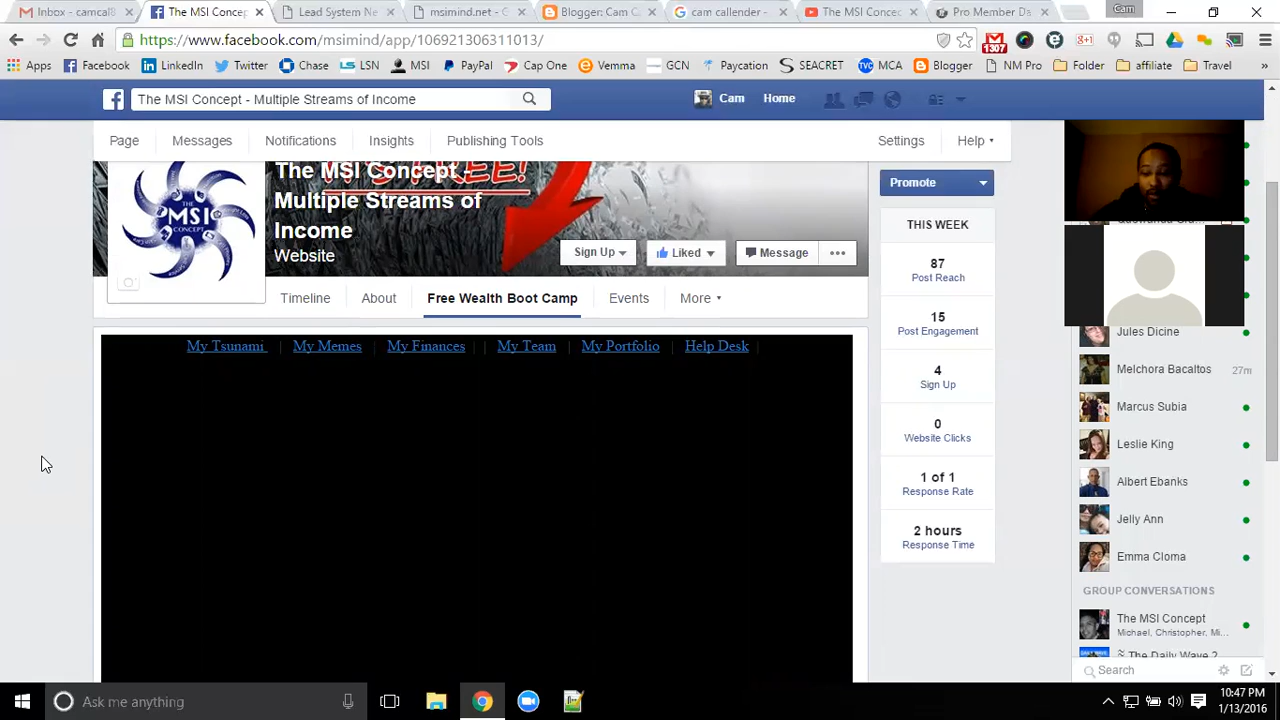 Cam
Inbox - camcal8
The MSI Concep
Lead System Ne
msimind.net - G
Blogger: Cam C
cam callender -
The MSI Concep
Pro Member Da
https://www.facebook.com/msimind/app/106921306311013/
1307
Apps Facebook LinkedIn Twitter Chase LSN MSI PayPal Cap One Vemma GCN Paycation SEACRET MCA Blogger NM Pro Folder affiliate Travel »
The MSI Concept - Multiple Streams of Income
Cam Home
Page Messages Notifications Insights Publishing Tools Settings Help
THE MSI CONCEPT
The MSI Concept -
Multiple Streams of
Income
Website
Sign Up Liked Message •••
Timeline About Free Wealth Boot Camp Events More
My Tsunami | My Memes | My Finances | | My Team | My Portfolio | Help Desk |
Promote
THIS WEEK
87
Post Reach
15
Post Engagement
4
Sign Up
0
Website Clicks
1 of 1
Response Rate
2 hours
Response Time
Jules Dicine
Melchora Bacaltos 27m
Marcus Subia
Leslie King
Albert Ebanks
Jelly Ann
Emma Cloma
GROUP CONVERSATIONS
The MSI Concept
Michael, Christopher, Mi...
The Daily Wave 2
Search
Ask me anything
10:47 PM
1/13/2016